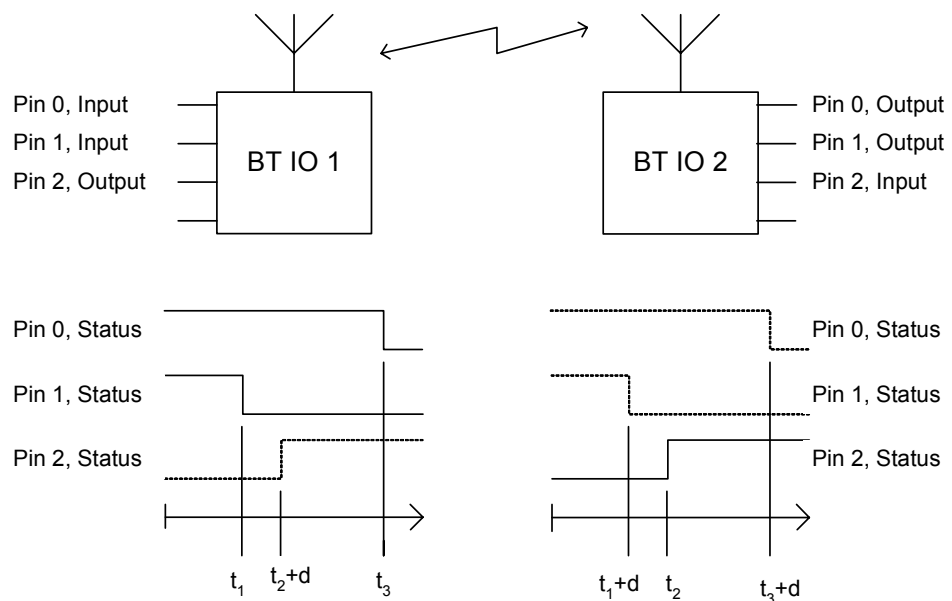 Pin 0, Input
Pin 1, Input
Pin 2, Output
BT IO 1
BT IO 2
Pin 0, Output
Pin 1, Output
Pin 2, Input
Pin 0, Status
Pin 1, Status
Pin 2, Status
Pin 0, Status
Pin 1, Status
Pin 2, Status
t₁
t₂+d
t₃
t₁+d
t₂
t₃+d